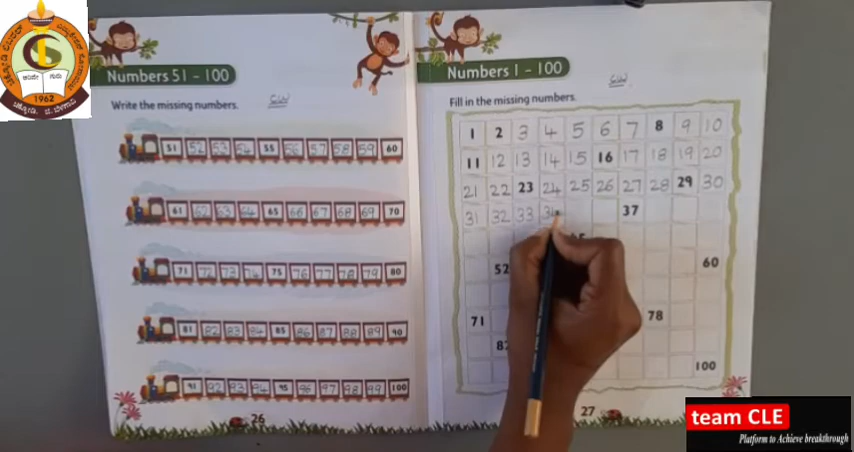 1962
Numbers 51 - 100
Write the missing numbers.
51 52 53 54 55 56 57 58 59 60
61 62 63 64 65 66 67 68 69 70
71 72 73 74 75 76 77 78 79 80
81 82 83 84 85 86 87 88 89 90
91 92 93 94 95 96 97 98 99 100
26
Numbers 1 - 100
Fill in the missing numbers.
1 2 3 4 5 6 7 8 9 10
11 12 13 14 15 16 17 18 19 20
21 22 23 24 25 26 27 28 29 30
31 32 33 34 37
52 60
71 78
82
100
27
team CLE
Platform to Achieve breakthrough